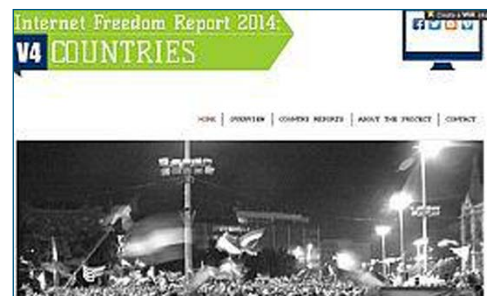 Internet Freedom Report 2014:
V4 COUNTRIES
HOME | OVERVIEW | COUNTRY REPORTS | ABOUT THE PROJECT | CONTACT